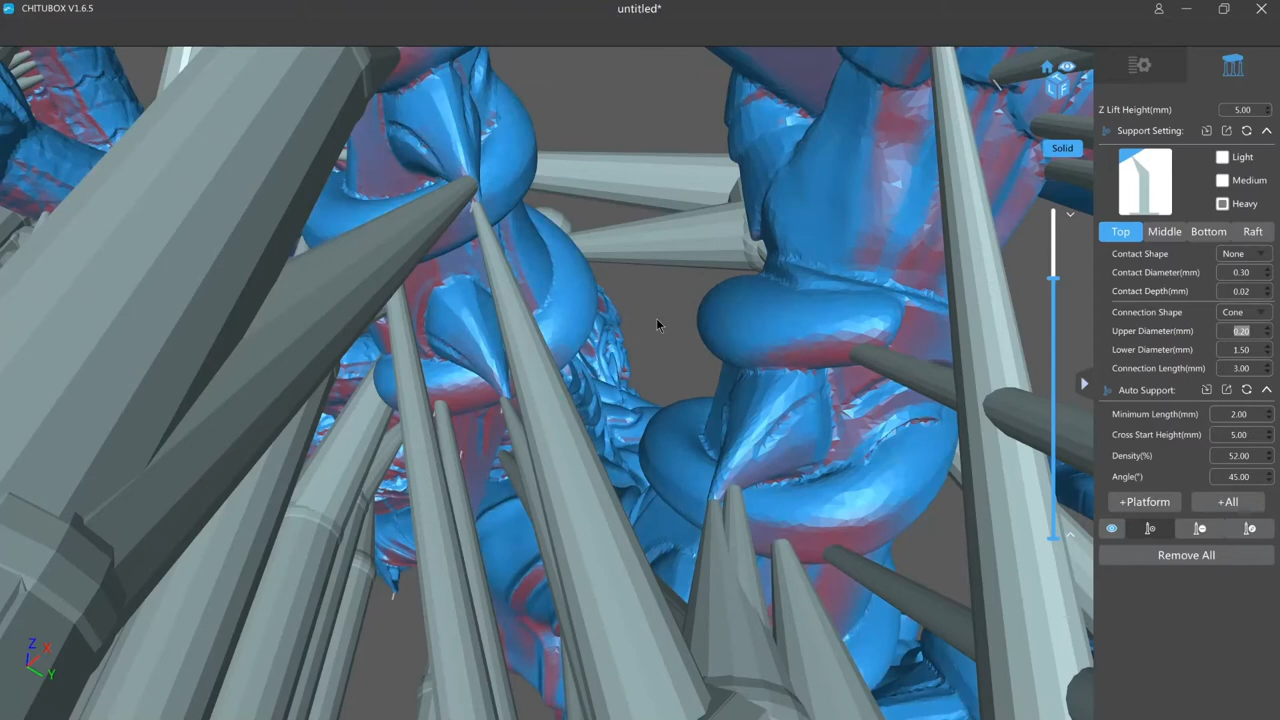 CHITUBOX V1.6.5
untitled*
Z Lift Height(mm) 5.00
Support Setting:
Solid
Light
Medium
Heavy
Top Middle Bottom Raft
Contact Shape None
Contact Diameter(mm) 0.30
Contact Depth(mm) 0.02
Connection Shape Cone
Upper Diameter(mm) 0.20
Lower Diameter(mm) 1.50
Connection Length(mm) 3.00
Auto Support:
Minimum Length(mm) 2.00
Cross Start Height(mm) 5.00
Density(%) 52.00
Angle(°) 45.00
+Platform +All
Remove All
L F
Z
X
Y